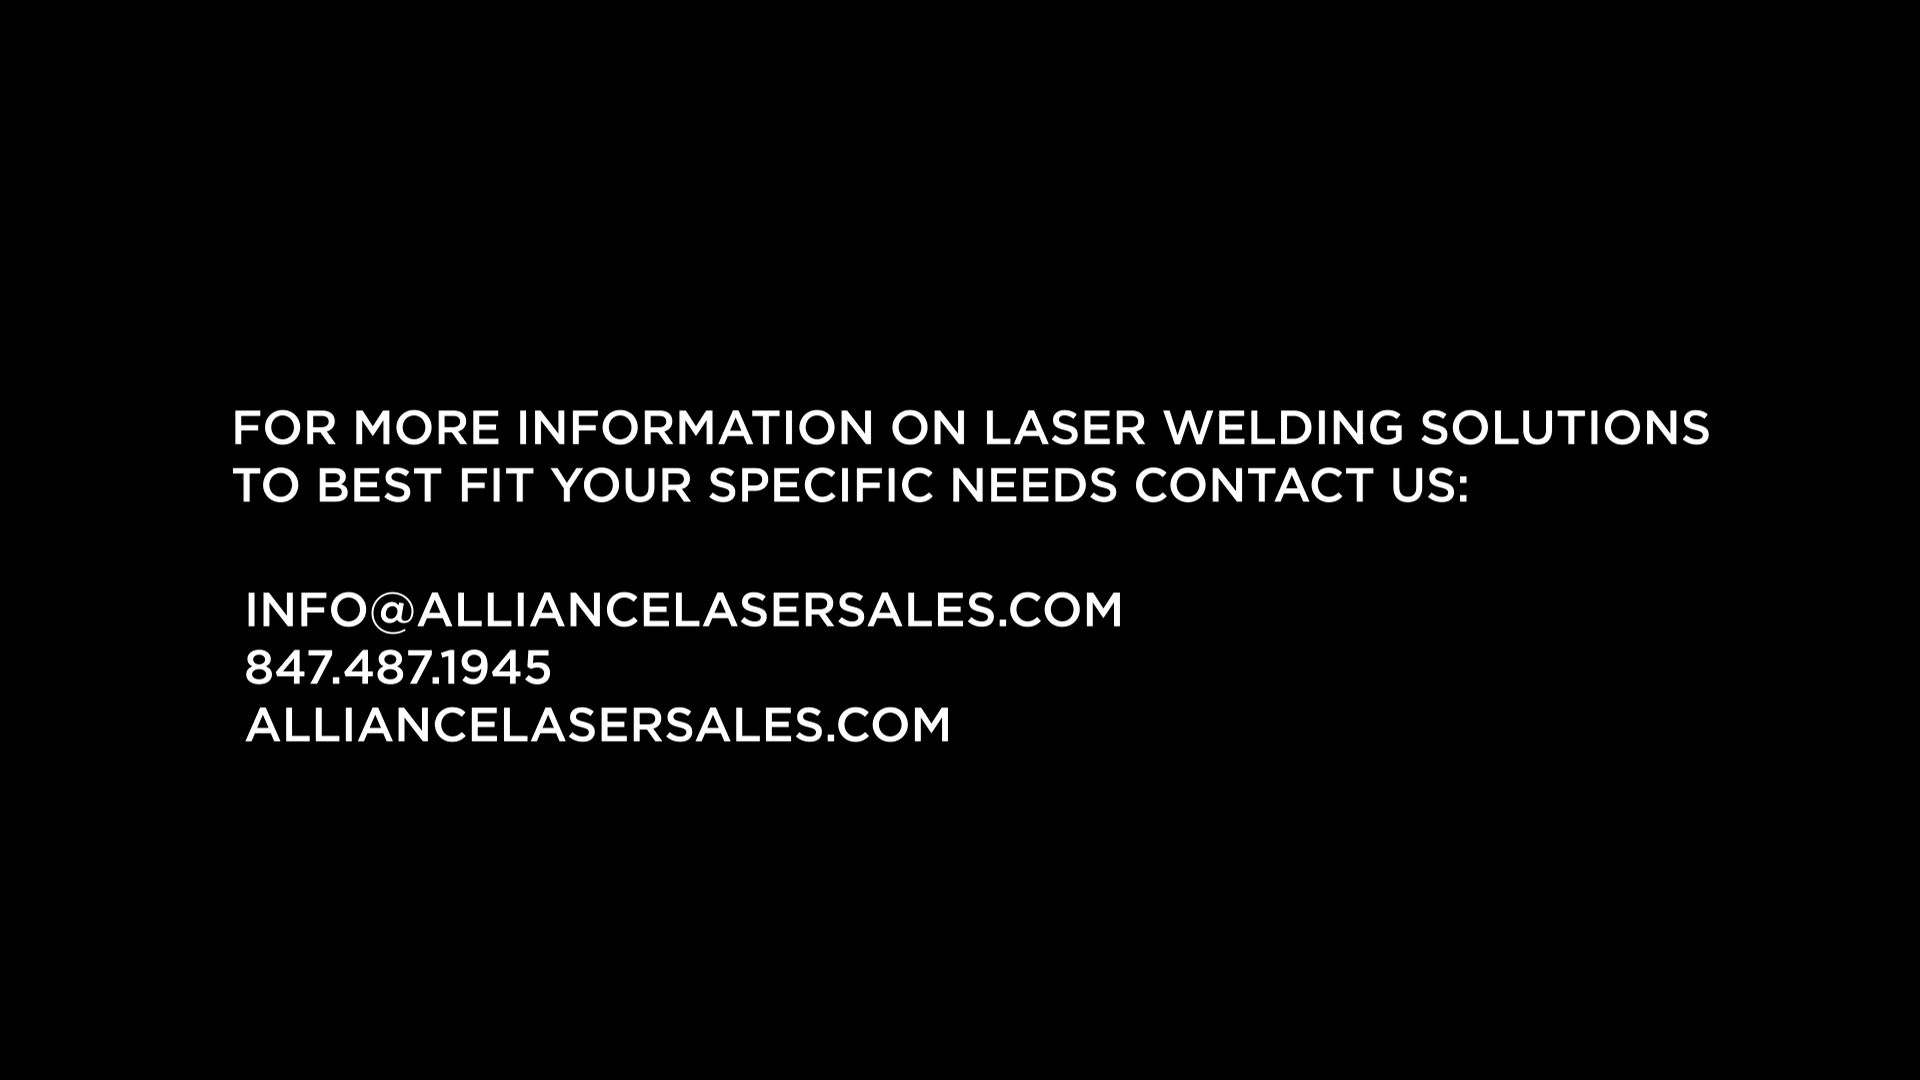 FOR MORE INFORMATION ON LASER WELDING SOLUTIONS
TO BEST FIT YOUR SPECIFIC NEEDS CONTACT US:
INFO@ALLIANCELASERSALES.COM
847.487.1945
ALLIANCELASERSALES.COM